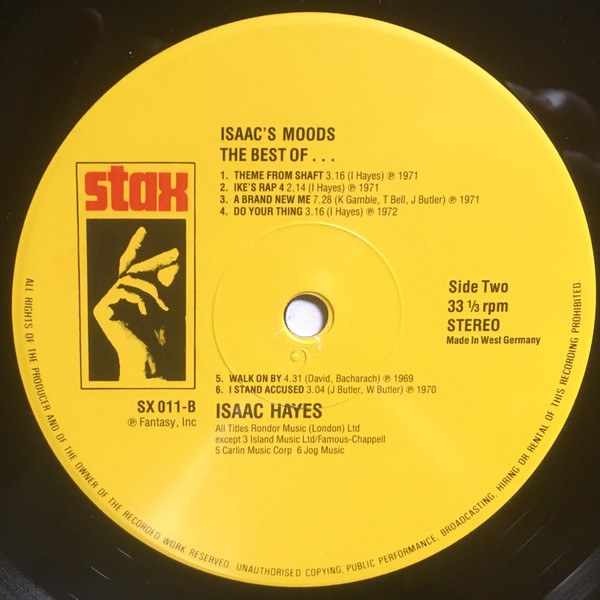 ISAAC'S MOODS
THE BEST OF . . .
1. THEME FROM SHAFT 3.16 (I Hayes) ℗ 1971
2. IKE'S RAP 4 2.14 (I Hayes) ℗ 1971
3. A BRAND NEW ME 7.28 (K Gamble, T Bell, J Butler) ℗ 1971
4. DO YOUR THING 3.16 (I Hayes) ℗ 1972
stax
Side Two
33 ⅓ rpm
STEREO
Made In West Germany
5. WALK ON BY 4.31 (David, Bacharach) ℗ 1969
6. I STAND ACCUSED 3.04 (J Butler, W Butler) ℗ 1970
SX 011-B
℗ Fantasy, Inc
ISAAC HAYES
All Titles Rondor Music (London) Ltd
except 3 Island Music Ltd/Famous-Chappell
5 Carlin Music Corp 6 Jog Music
ALL RIGHTS OF THE PRODUCER AND OF THE OWNER OF THE RECORDED WORK RESERVED. UNAUTHORISED COPYING, PUBLIC PERFORMANCE, BROADCASTING, HIRING OR RENTAL OF THIS RECORDING PROHIBITED